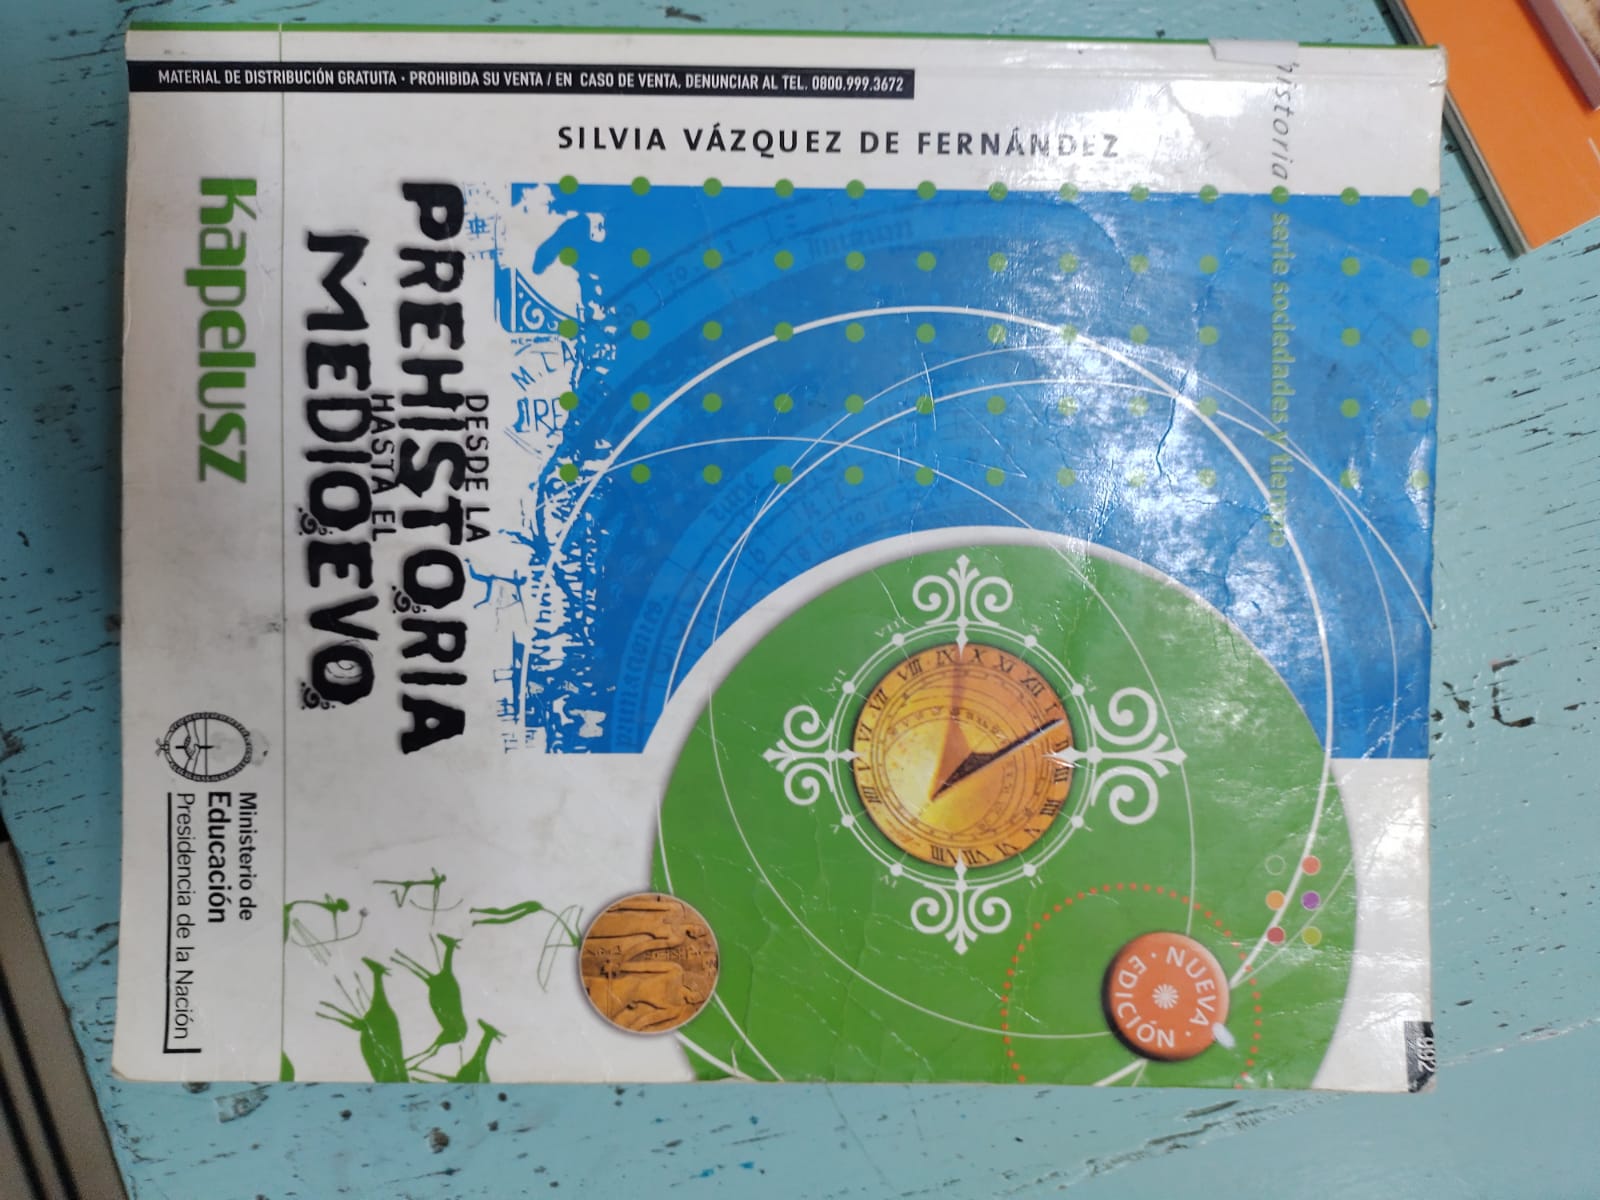 MATERIAL DE DISTRIBUCIÓN GRATUITA · PROHIBIDA SU VENTA / EN CASO DE VENTA, DENUNCIAR AL TEL. 0800.999.3672
SILVIA VÁZQUEZ DE FERNÁNDEZ
historia • serie sociedades y tiempo
NUEVA · EDICIÓN ·
992
DESDE LA
PREHISTORIA
HASTA EL
MEDIOEVO
Kapelusz
Ministerio de
Educación
Presidencia de la Nación